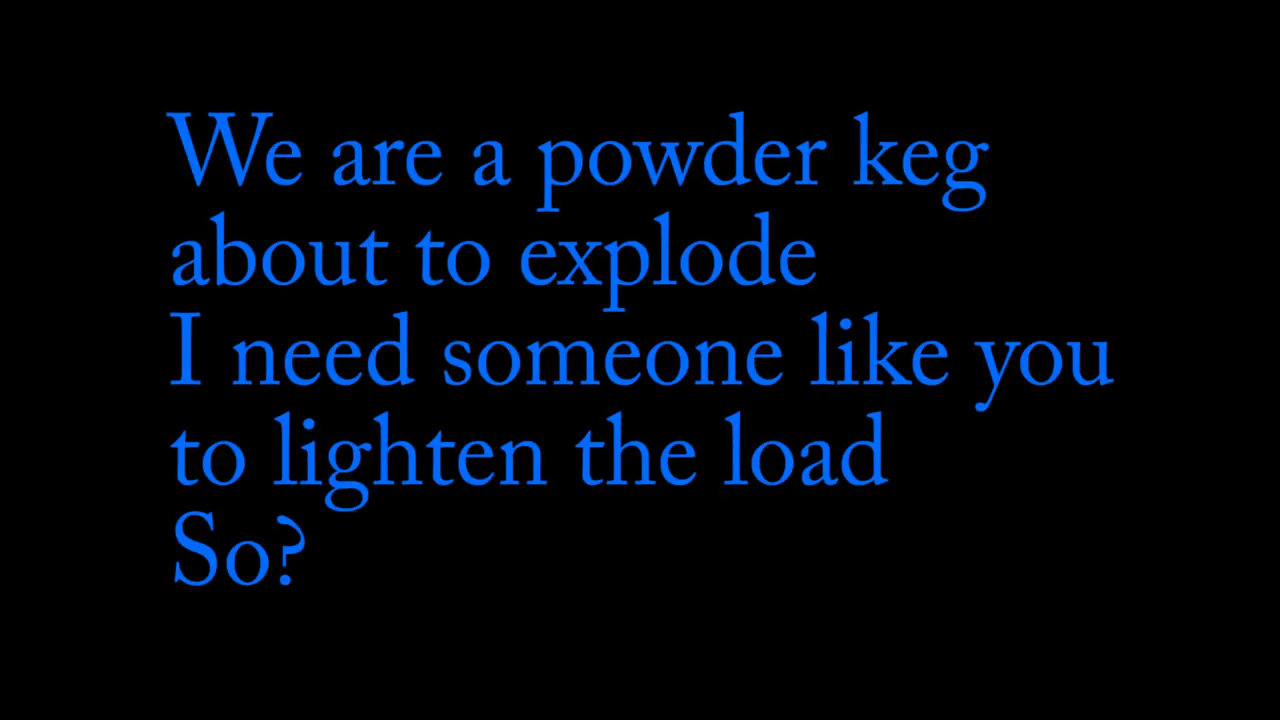 We are a powder keg
about to explode
I need someone like you
to lighten the load
So?